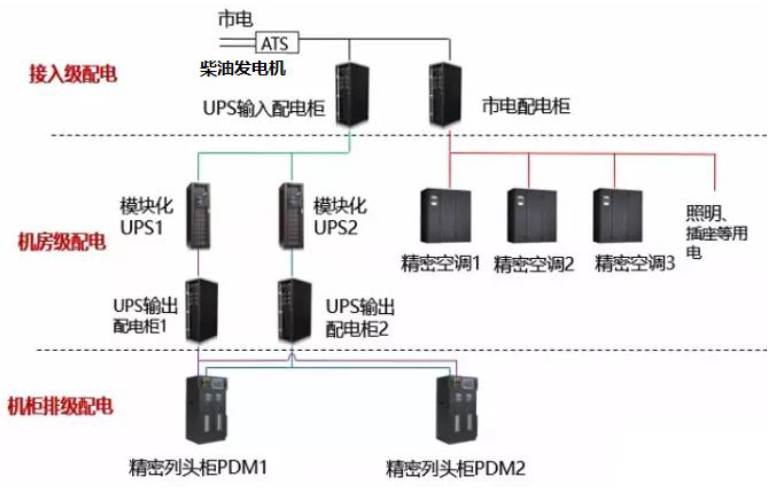 市电
ATS
柴油发电机
接入级配电
UPS输入配电柜
市电配电柜
模块化
UPS1
模块化
UPS2
照明、
插座等用
电
机房级配电
精密空调1
精密空调2
精密空调3
UPS输出
配电柜1
UPS输出
配电柜2
机柜排级配电
精密列头柜PDM1
精密列头柜PDM2